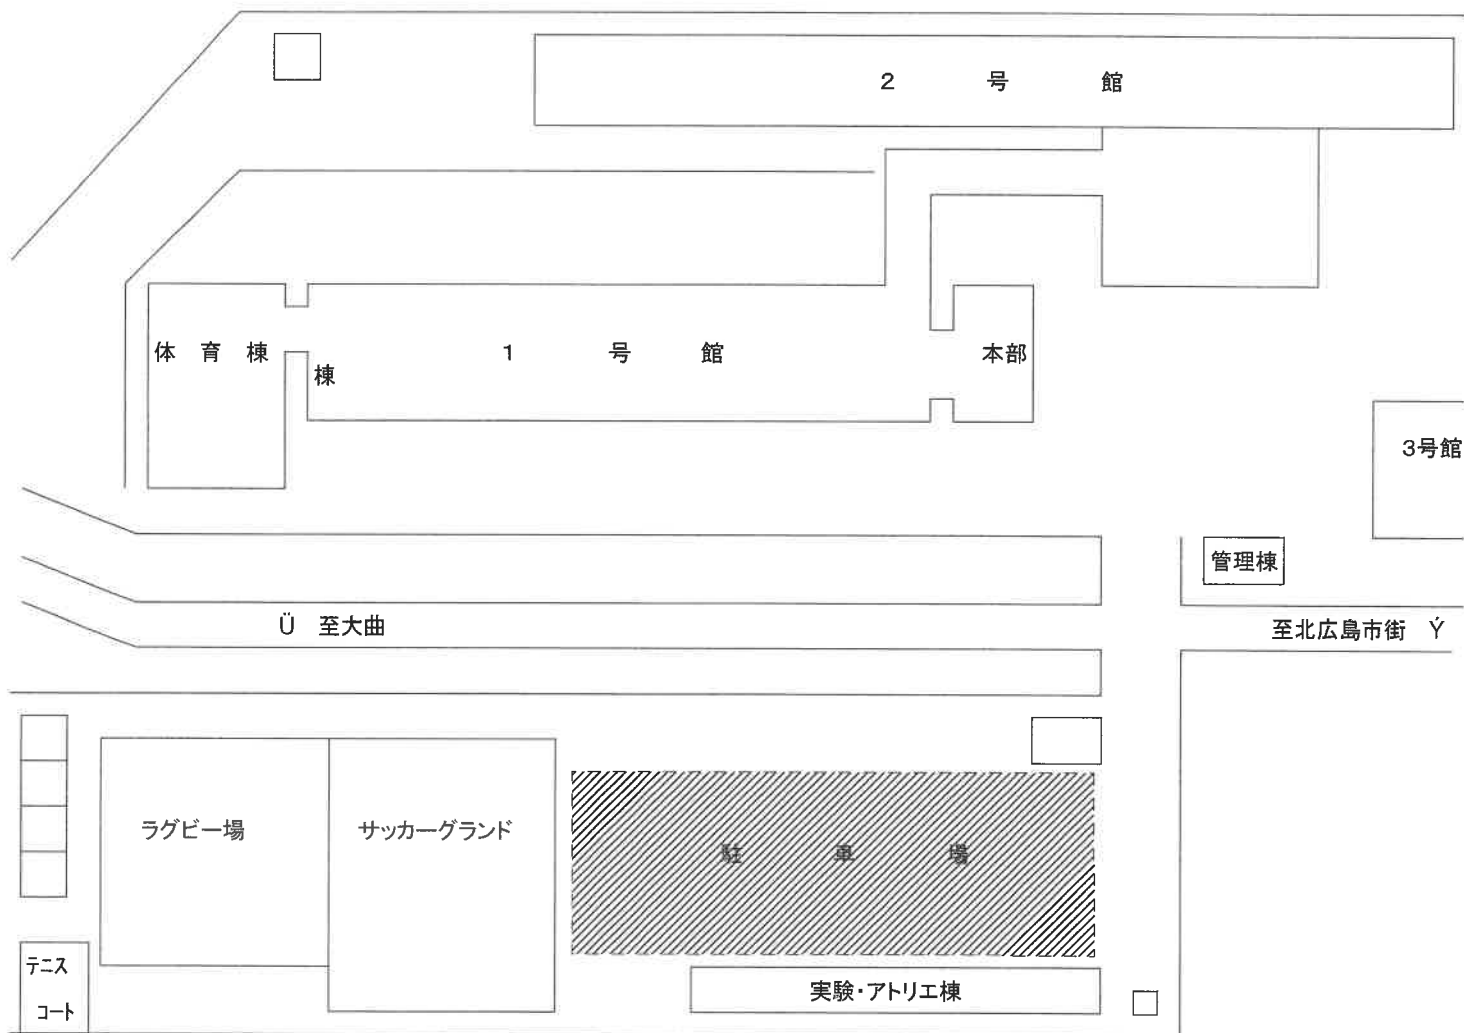 2 号 館
体 育 棟
棟
1 号 館
本部
3号館
管理棟
Ü 至大曲
至北広島市街 Ý
ラグビー場
サッカーグランド
駐 車 場
テニス
コート
実験・アトリエ棟